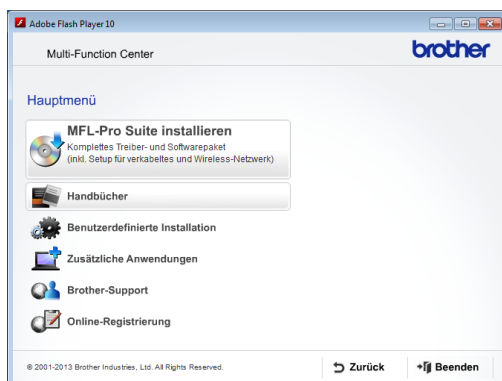 Adobe Flash Player 10
Multi-Function Center
brother
Hauptmenü
MFL-Pro Suite installieren
Komplettes Treiber- und Softwarepaket
(inkl. Setup für verkabeltes und Wireless-Netzwerk)
Handbücher
Benutzerdefinierte Installation
Zusätzliche Anwendungen
Brother-Support
Online-Registrierung
© 2001-2013 Brother Industries, Ltd. All Rights Reserved.
Zurück
Beenden